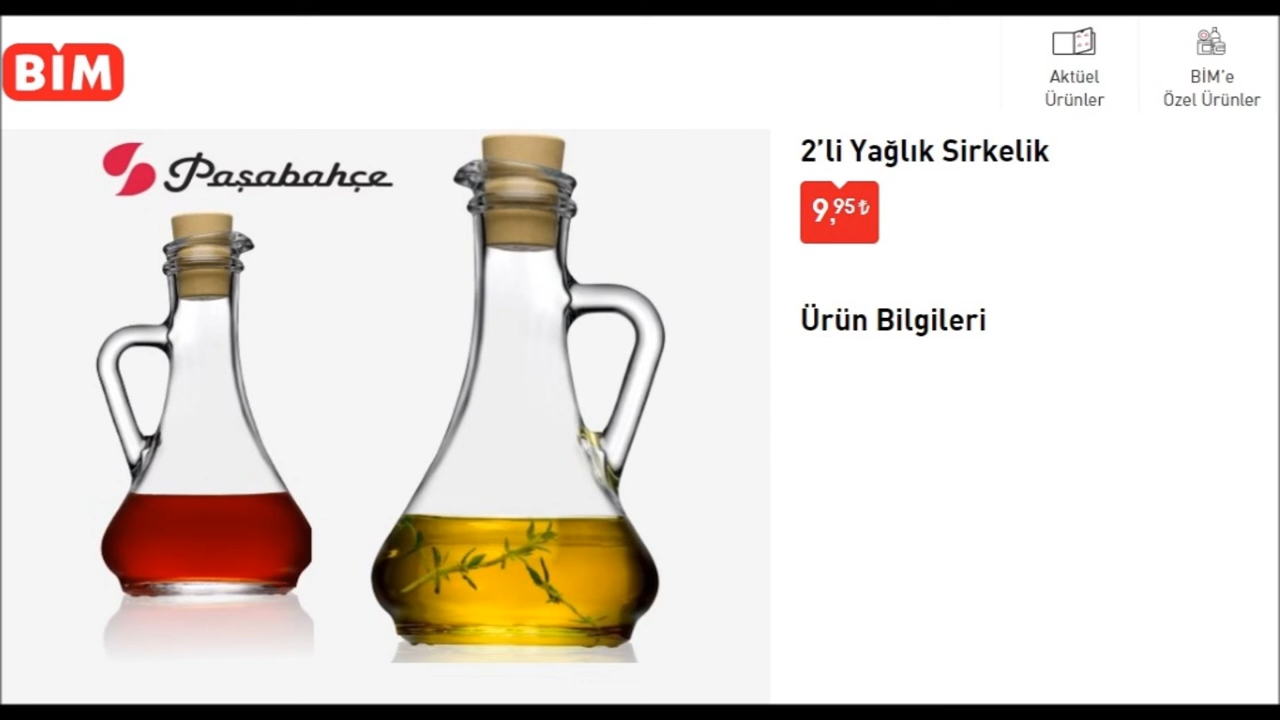 BİM
Aktüel
Ürünler
BİM'e
Özel Ürünler
Paşabahçe
2'li Yağlık Sirkelik
9,95₺
Ürün Bilgileri